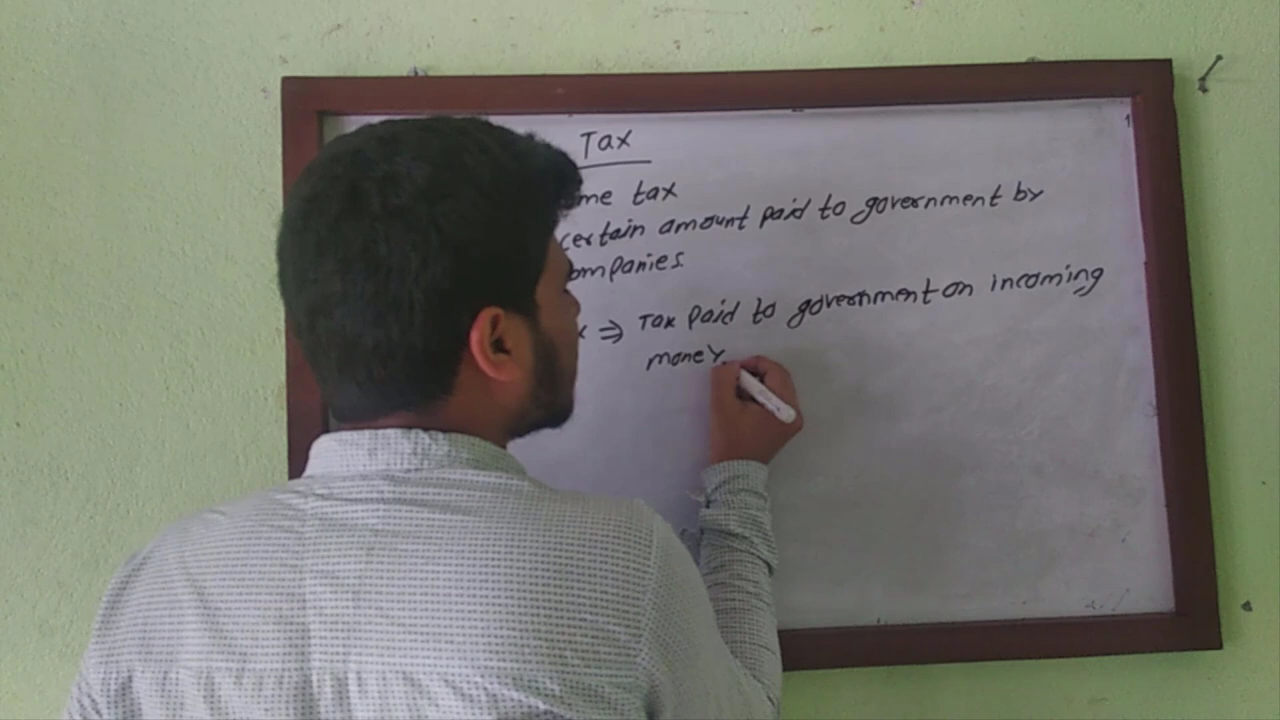 Tax
me tax
certain amount paid to government by
ompanies.
x ⇒ Tax paid to government on incoming
money.